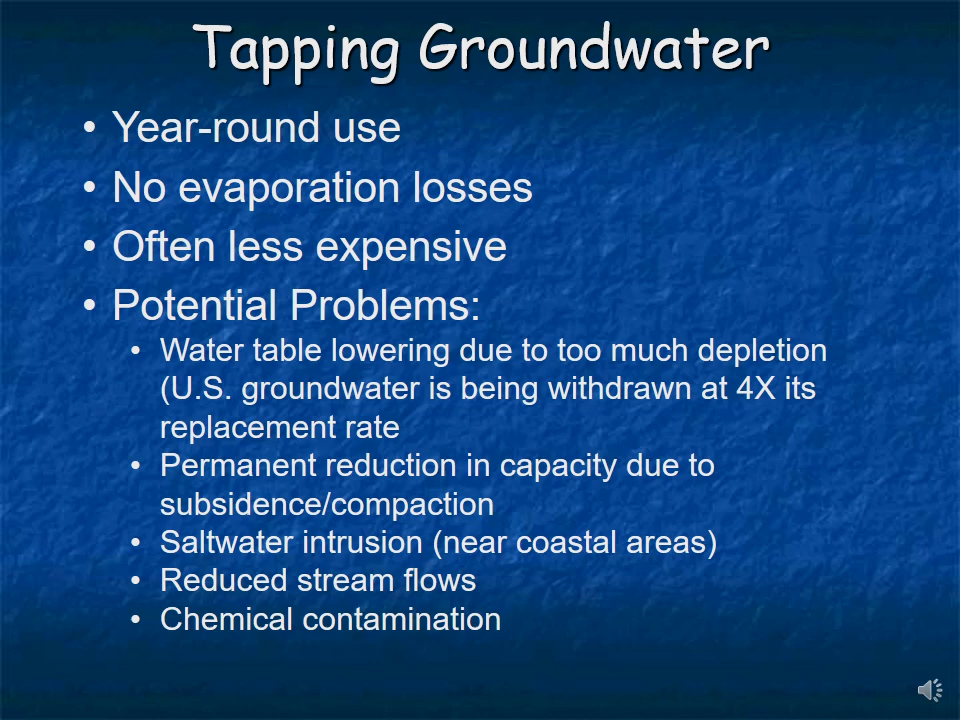 Tapping Groundwater
• Year-round use
• No evaporation losses
• Often less expensive
• Potential Problems:
• Water table lowering due to too much depletion
(U.S. groundwater is being withdrawn at 4X its
replacement rate
• Permanent reduction in capacity due to
subsidence/compaction
• Saltwater intrusion (near coastal areas)
• Reduced stream flows
• Chemical contamination